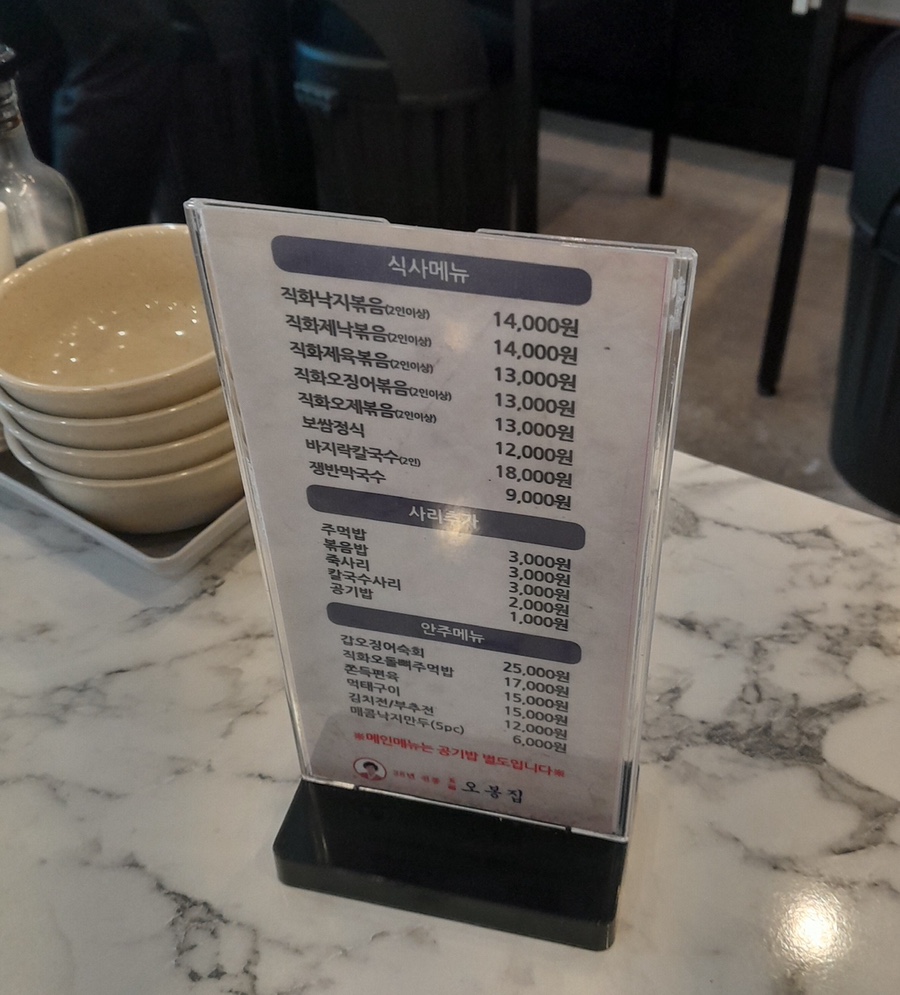 식사메뉴
직화낙지볶음(2인이상) 14,000원
직화제낙볶음(2인이상) 14,000원
직화제육볶음(2인이상) 13,000원
직화오징어볶음(2인이상) 13,000원
직화오제볶음(2인이상) 13,000원
보쌈정식 12,000원
바지락칼국수(2인) 18,000원
쟁반막국수 9,000원
사리추가
주먹밥 3,000원
볶음밥 3,000원
죽사리 3,000원
칼국수사리 2,000원
공기밥 1,000원
안주메뉴
갑오징어숙회 25,000원
직화오돌뼈주먹밥 17,000원
쫀득편육 15,000원
먹태구이 15,000원
김치전/부추전 12,000원
매콤낙지만두(5pc) 6,000원
※메인메뉴는 공기밥 별도입니다※
오봉집